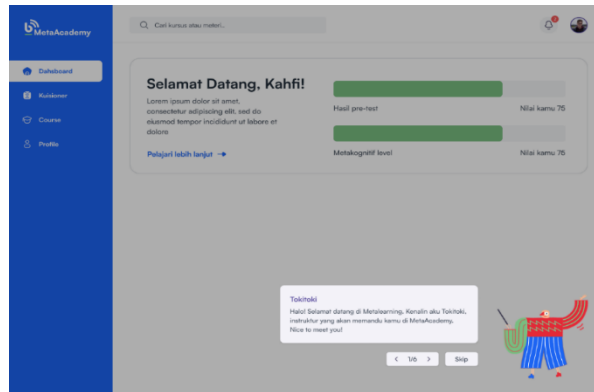 MetaAcademy
Cari kursus atau materi..
Dahsboard
Kuisioner
Course
Profile
Selamat Datang, Kahfi!
Lorem ipsum dolor sit amet,
consectetur adipiscing elit, sed do
eiusmod tempor incididunt ut labore et
dolore
Pelajari lebih lanjut →
Hasil pre-test
Nilai kamu 75
Metakognitif level
Nilai kamu 75
Tokitoki
Halo! Selamat datang di Metalearning, Kenalin aku Tokitoki,
instruktur yang akan memandu kamu di MetaAcademy,
Nice to meet you!
< 1/6 >
Skip